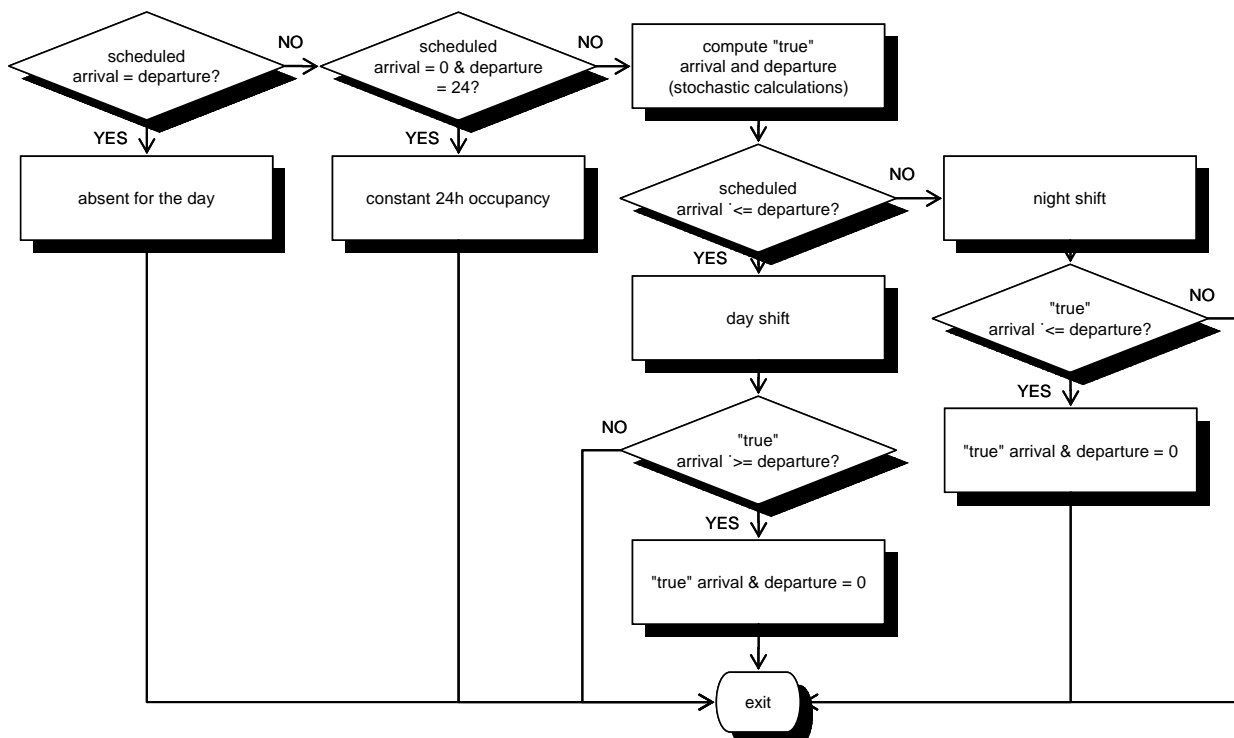 scheduled
arrival = departure?
NO
scheduled
arrival = 0 & departure
= 24?
NO
compute "true"
arrival and departure
(stochastic calculations)
YES
absent for the day
YES
constant 24h occupancy
scheduled
arrival ˙<= departure?
NO
night shift
YES
day shift
"true"
arrival ˙<= departure?
NO
YES
"true" arrival & departure = 0
NO
"true"
arrival ˙>= departure?
YES
"true" arrival & departure = 0
exit